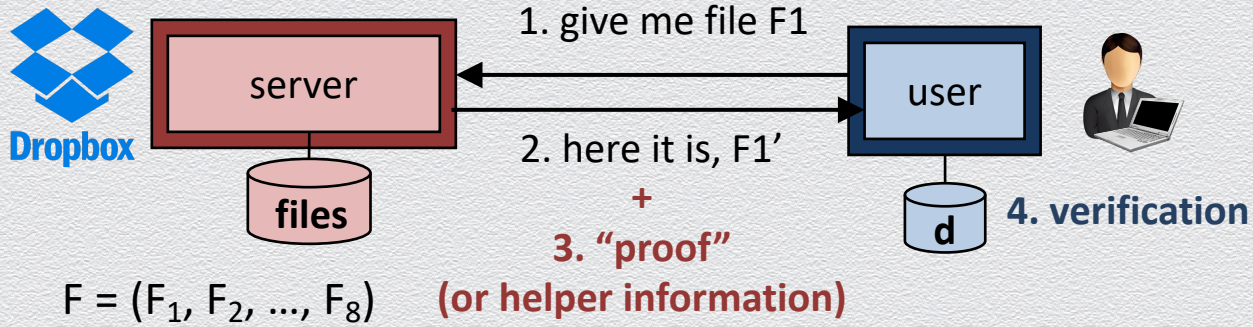 1. give me file F1
server
user
Dropbox
2. here it is, F1’
files
+
d
4. verification
3. “proof”
(or helper information)
F = (F₁, F₂, ..., F₈)